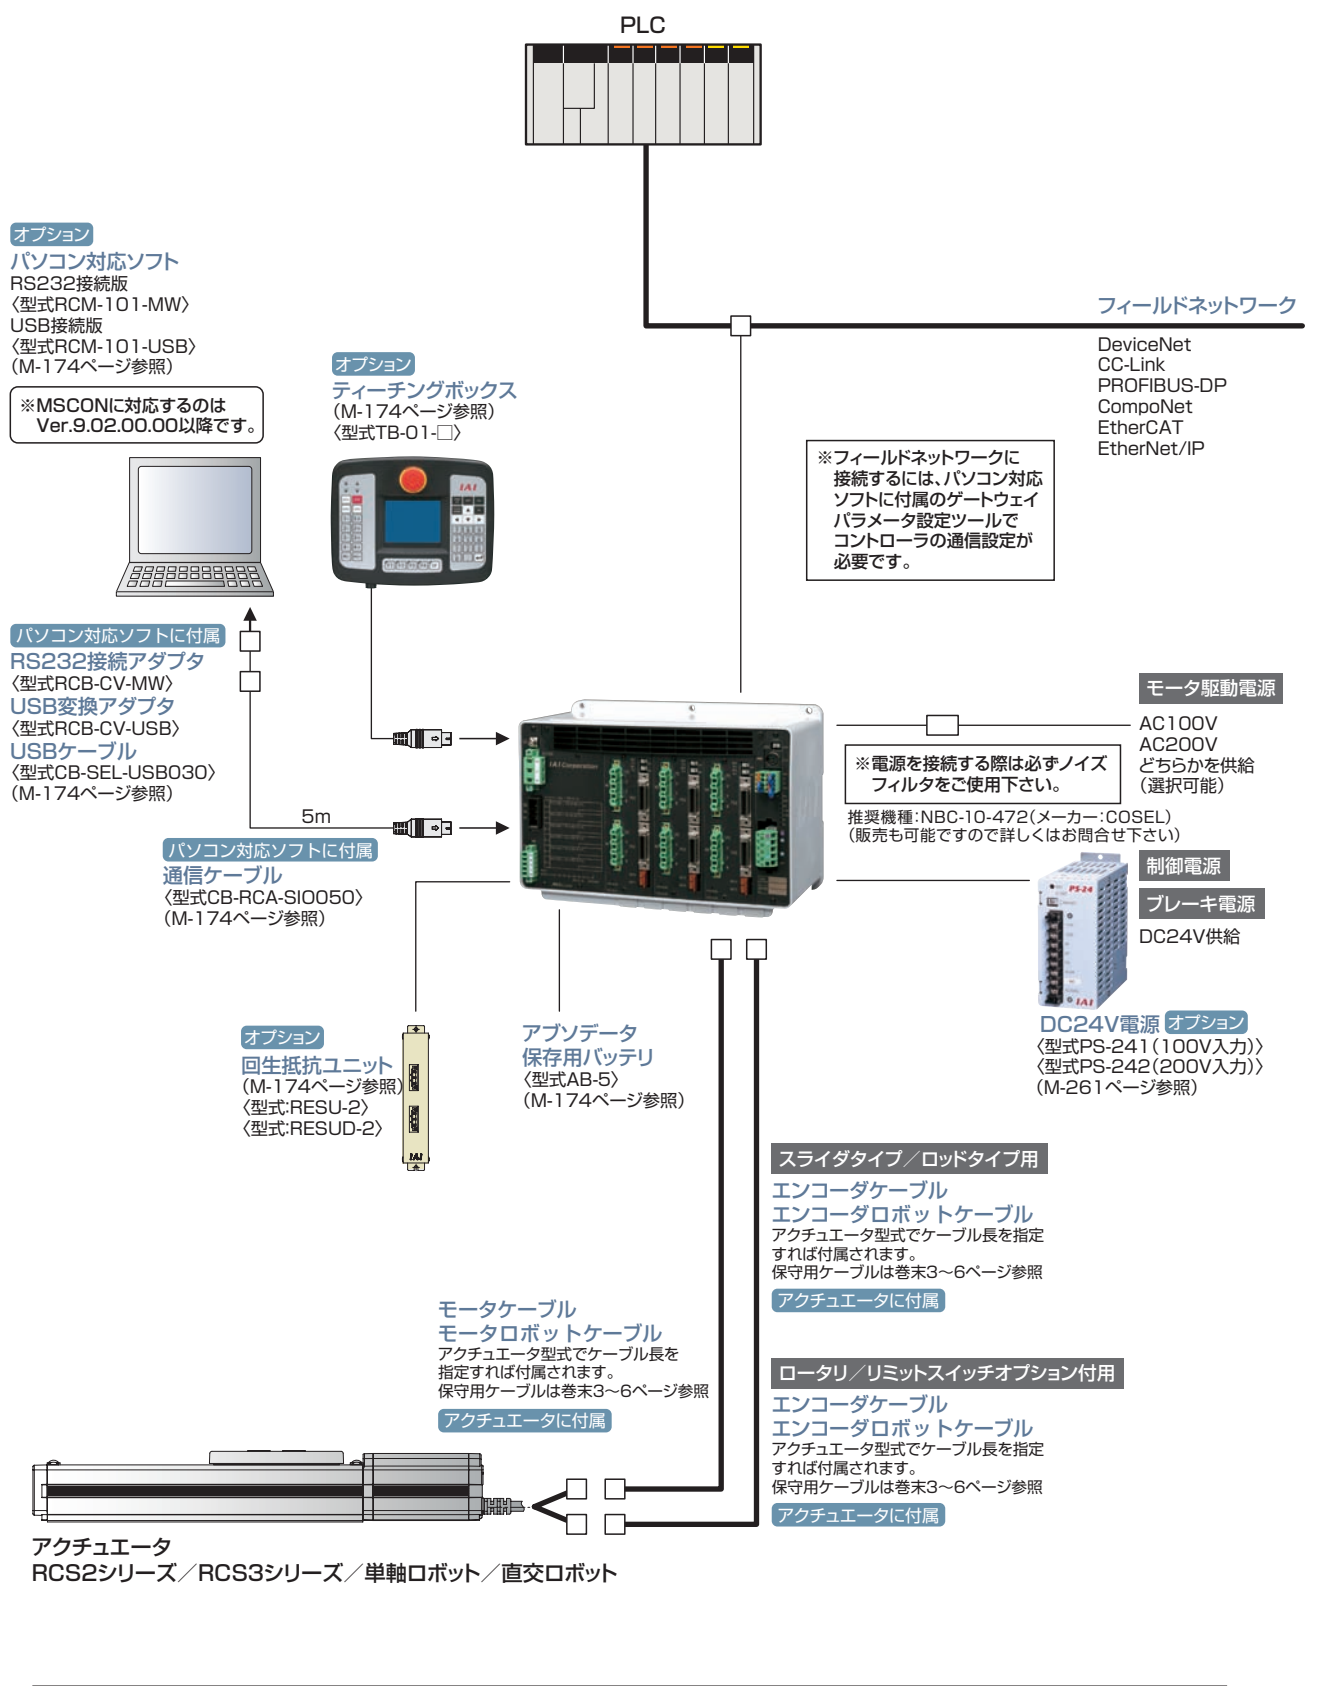 PLC
オプション
パソコン対応ソフト
RS232接続版
〈型式RCM-101-MW〉
USB接続版
〈型式RCM-101-USB〉
(M-174ページ参照)
※MSCONに対応するのは
Ver.9.02.00.00以降です。
オプション
ティーチングボックス
(M-174ページ参照)
〈型式TB-01-□〉
IAI
フィールドネットワーク
DeviceNet
CC-Link
PROFIBUS-DP
CompoNet
EtherCAT
EtherNet/IP
※フィールドネットワークに
接続するには、パソコン対応
ソフトに付属のゲートウェイ
パラメータ設定ツールで
コントローラの通信設定が
必要です。
パソコン対応ソフトに付属
RS232接続アダプタ
〈型式RCB-CV-MW〉
USB変換アダプタ
〈型式RCB-CV-USB〉
USBケーブル
〈型式CB-SEL-USB030〉
(M-174ページ参照)
5m
パソコン対応ソフトに付属
通信ケーブル
〈型式CB-RCA-SIO050〉
(M-174ページ参照)
IAI Corporation
モータ駆動電源
AC100V
AC200V
どちらかを供給
(選択可能)
※電源を接続する際は必ずノイズ
フィルタをご使用下さい。
推奨機種：NBC-10-472(メーカー：COSEL)
(販売も可能ですので詳しくはお問合せ下さい)
制御電源
ブレーキ電源
DC24V供給
PS-24
IAI
DC24V電源 オプション
〈型式PS-241(100V入力)〉
〈型式PS-242(200V入力)〉
(M-261ページ参照)
オプション
回生抵抗ユニット
(M-174ページ参照)
〈型式:RESU-2〉
〈型式:RESUD-2〉
IAI
アブソデータ
保存用バッテリ
〈型式AB-5〉
(M-174ページ参照)
スライダタイプ／ロッドタイプ用
エンコーダケーブル
エンコーダロボットケーブル
アクチュエータ型式でケーブル長を指定
すれば付属されます。
保守用ケーブルは巻末3〜6ページ参照
アクチュエータに付属
モータケーブル
モータロボットケーブル
アクチュエータ型式でケーブル長を
指定すれば付属されます。
保守用ケーブルは巻末3〜6ページ参照
アクチュエータに付属
ロータリ／リミットスイッチオプション付用
エンコーダケーブル
エンコーダロボットケーブル
アクチュエータ型式でケーブル長を指定
すれば付属されます。
保守用ケーブルは巻末3〜6ページ参照
アクチュエータに付属
アクチュエータ
RCS2シリーズ／RCS3シリーズ／単軸ロボット／直交ロボット